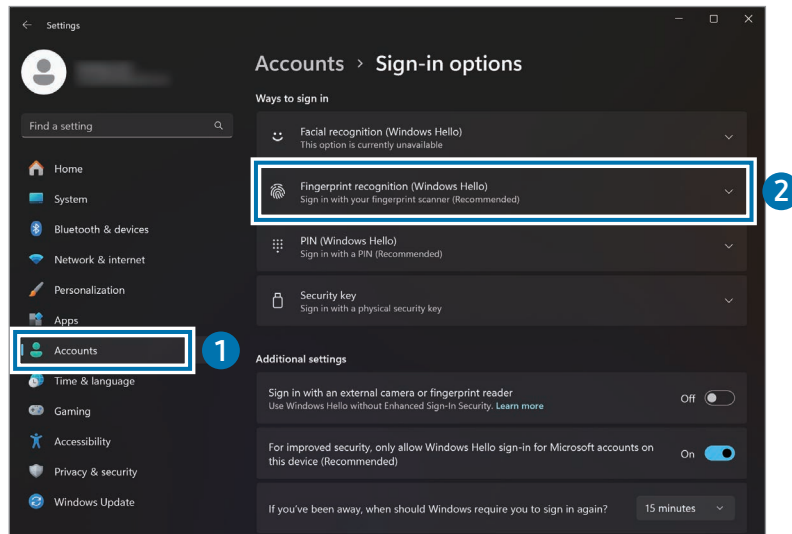 Settings
Accounts > Sign-in options
Ways to sign in
Find a setting
Facial recognition (Windows Hello)
This option is currently unavailable
Home
Fingerprint recognition (Windows Hello)
Sign in with your fingerprint scanner (Recommended)
2
System
Bluetooth & devices
PIN (Windows Hello)
Sign in with a PIN (Recommended)
Network & internet
Personalization
Security key
Sign in with a physical security key
Apps
Accounts
1
Additional settings
Time & language
Sign in with an external camera or fingerprint reader
Use Windows Hello without Enhanced Sign-In Security. Learn more
Off
Gaming
Accessibility
For improved security, only allow Windows Hello sign-in for Microsoft accounts on
this device (Recommended)
On
Privacy & security
Windows Update
If you've been away, when should Windows require you to sign in again?
15 minutes